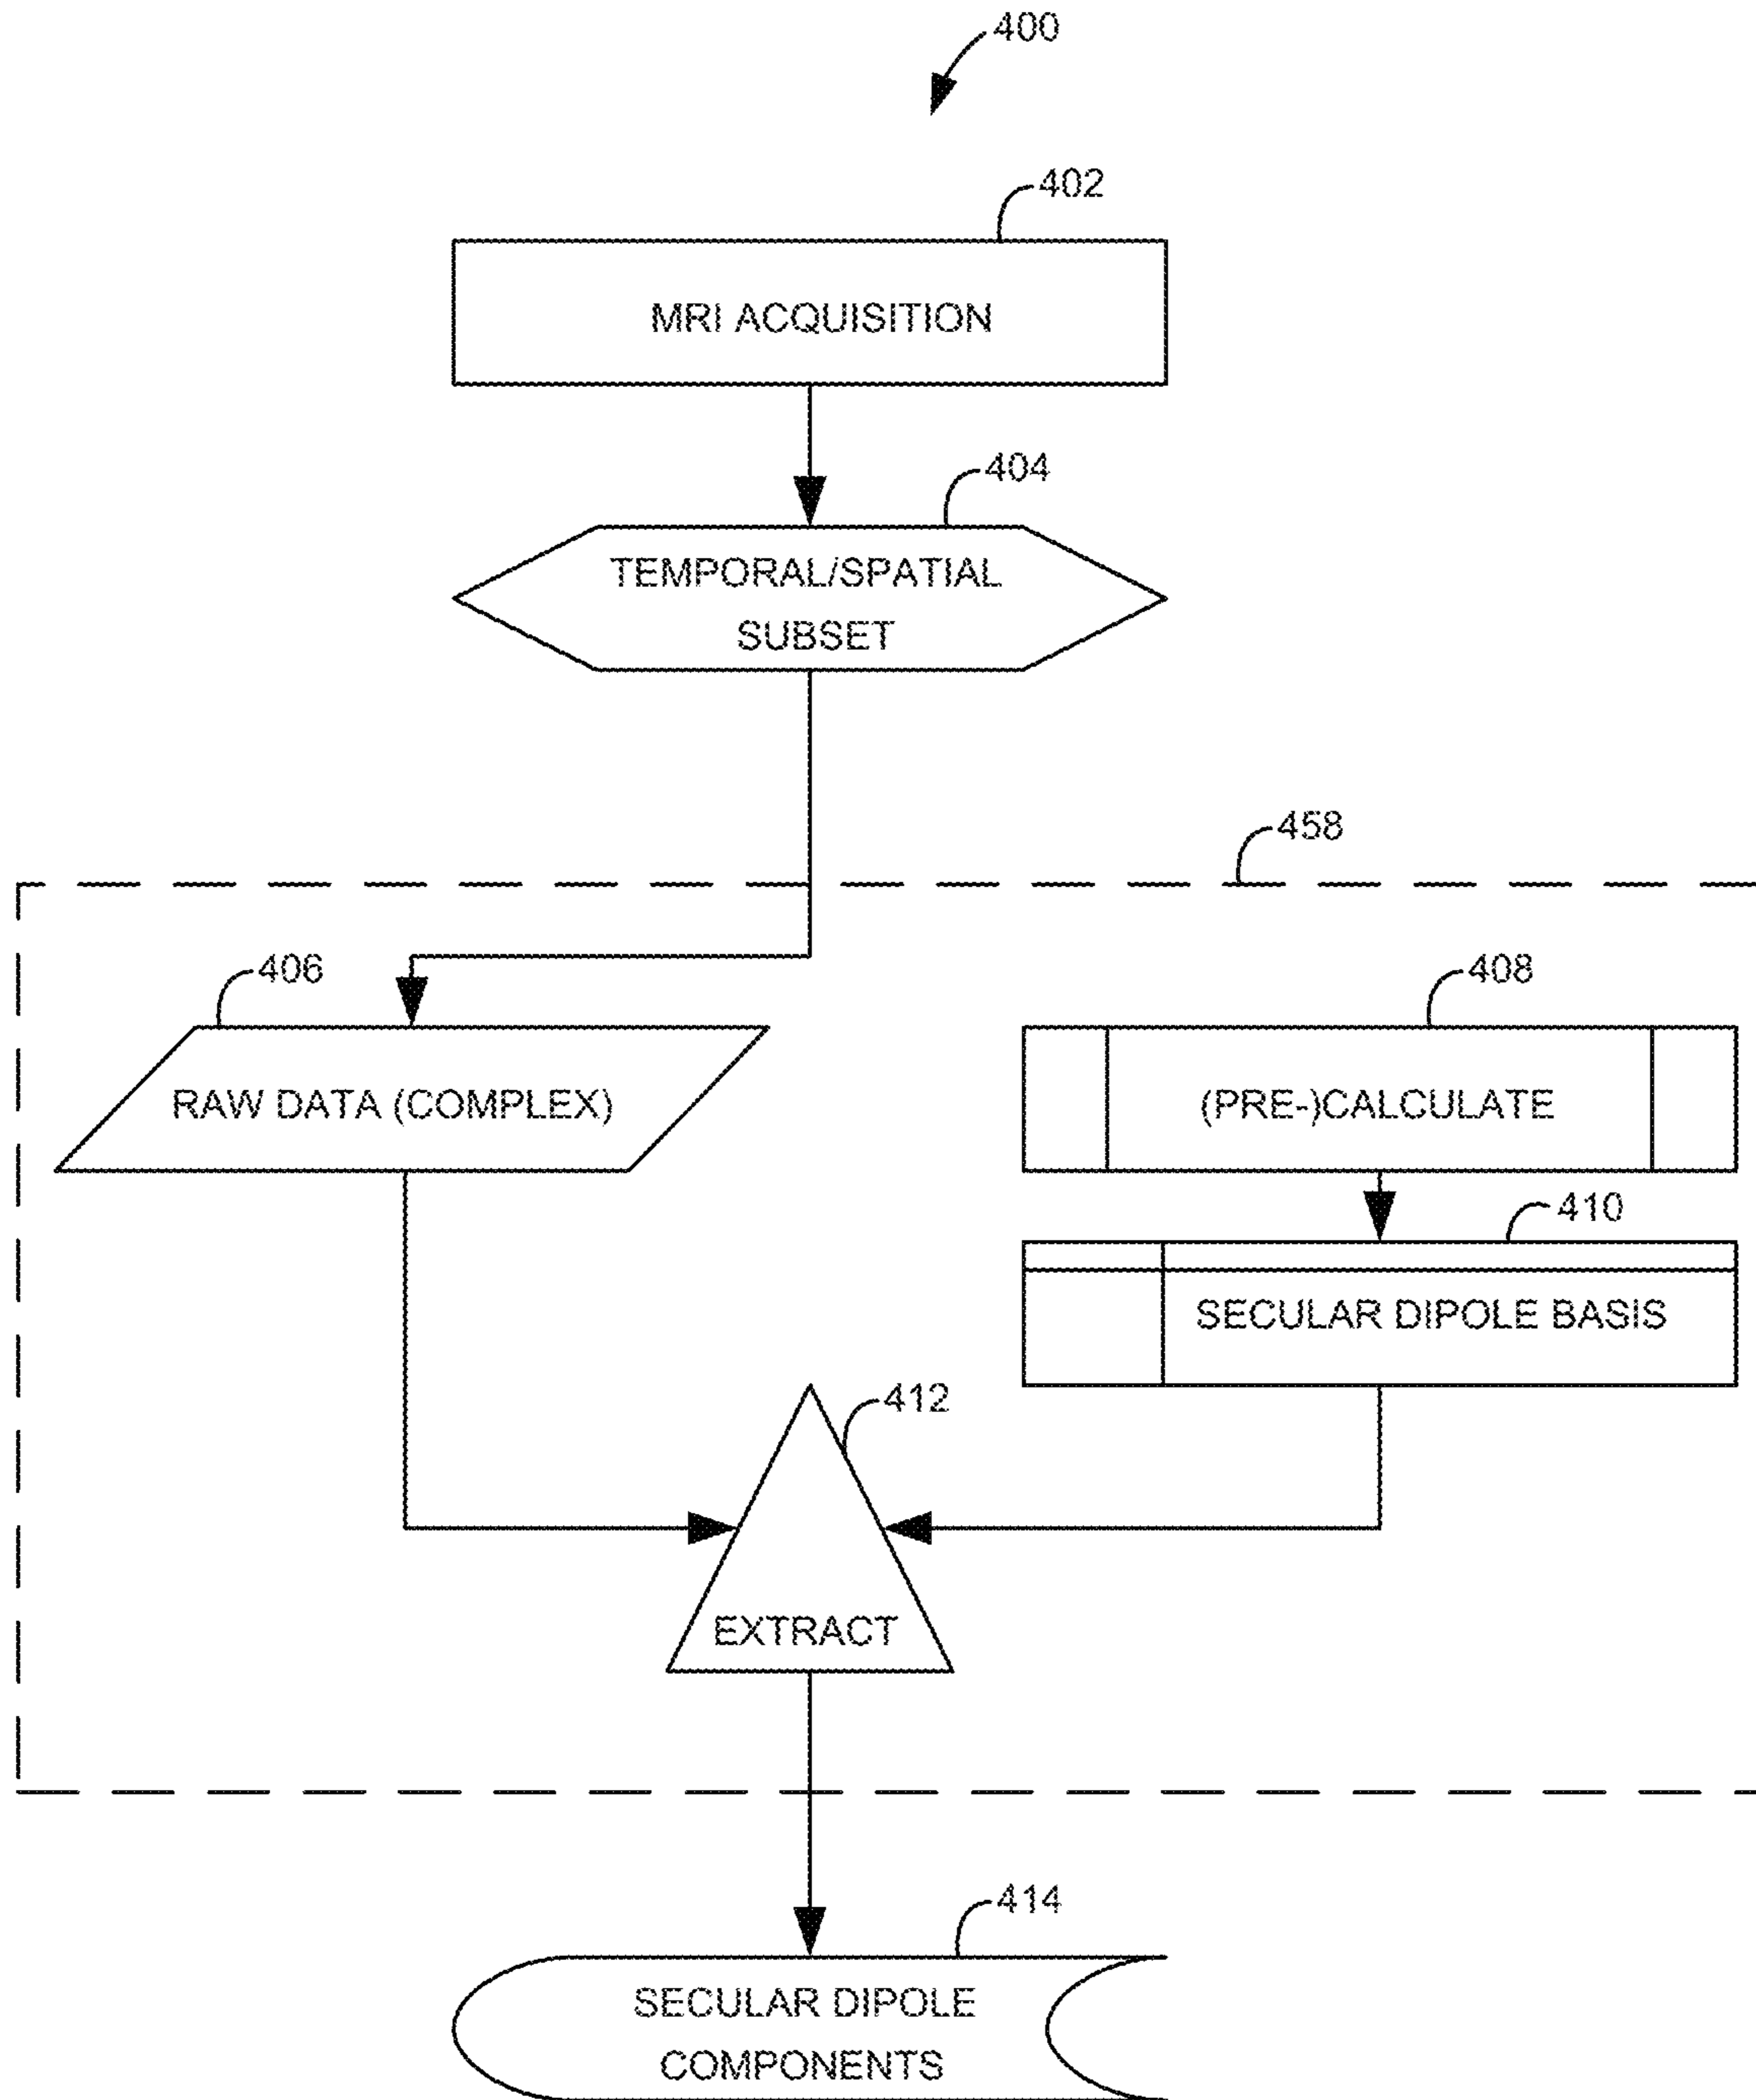 400
402
MRI ACQUISITION
404
TEMPORAL/SPATIAL
SUBSET
458
406
408
RAW DATA (COMPLEX)
(PRE-)CALCULATE
410
SECULAR DIPOLE BASIS
412
EXTRACT
414
SECULAR DIPOLE
COMPONENTS